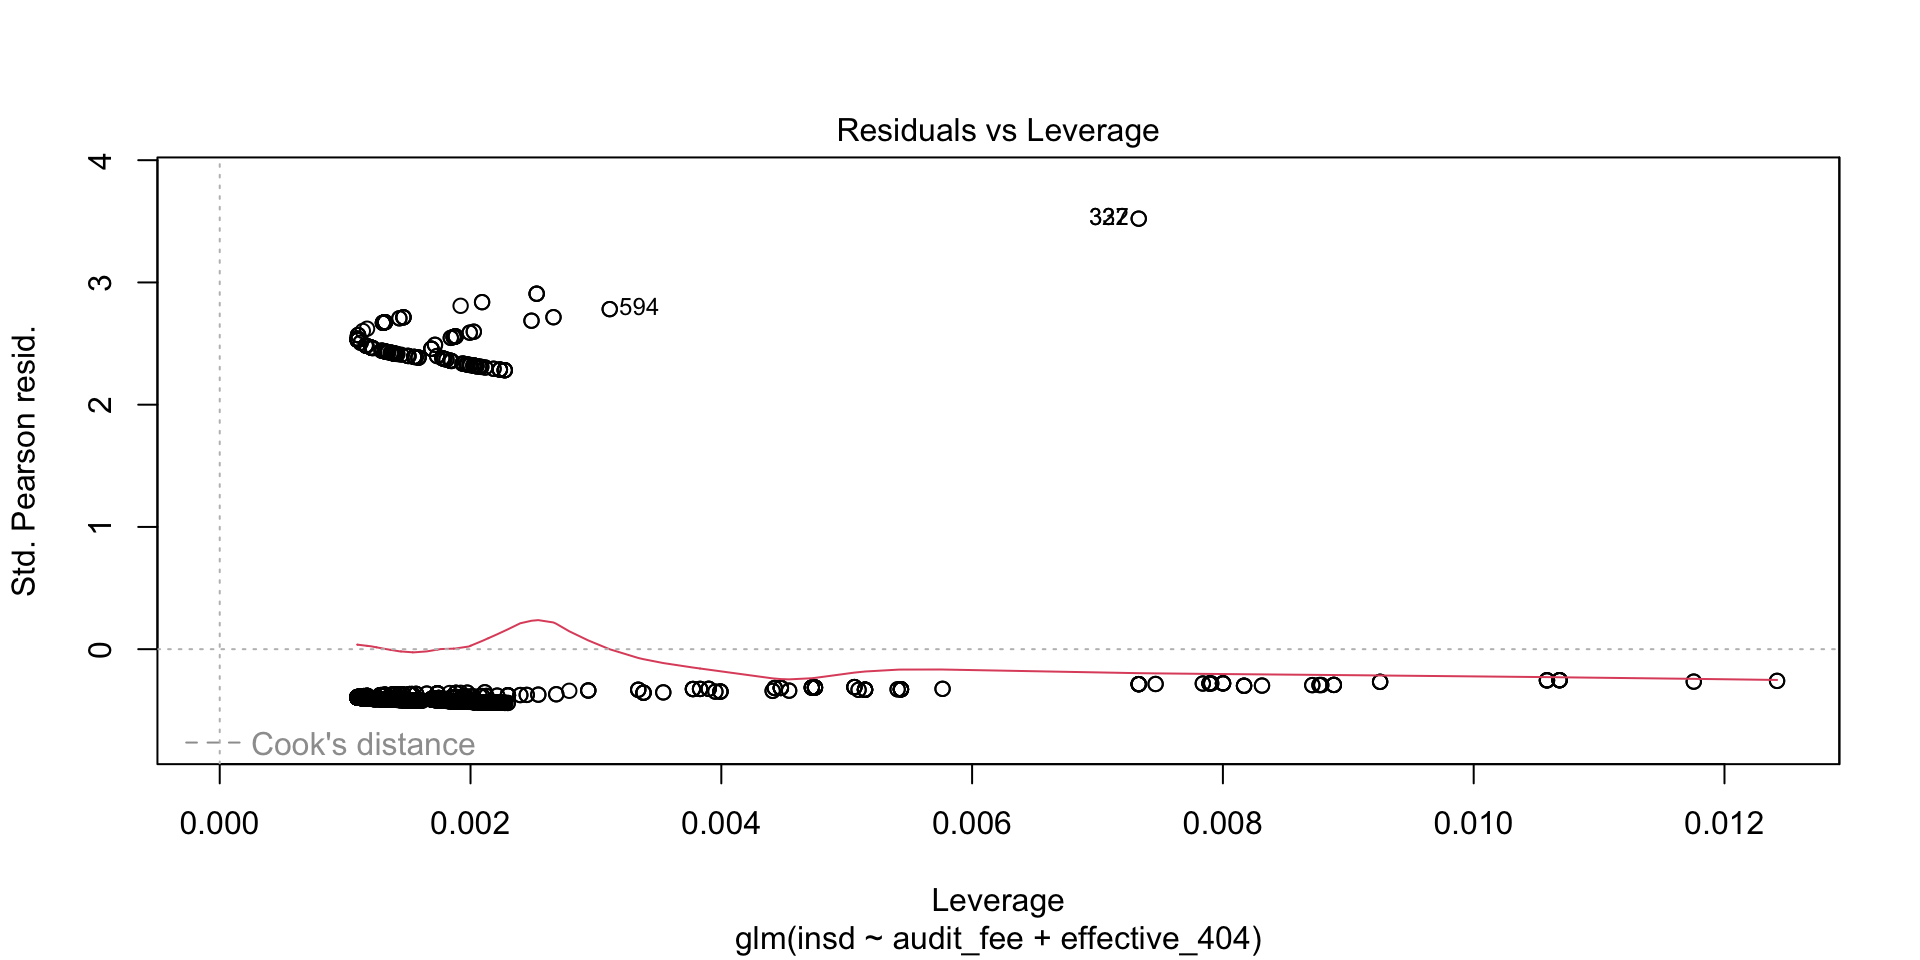 Residuals vs Leverage
Std. Pearson resid.
4
3
2
1
0
594
Cook's distance
0.000 0.002 0.004 0.006 0.008 0.010 0.012
Leverage
glm(insd ~ audit_fee + effective_404)